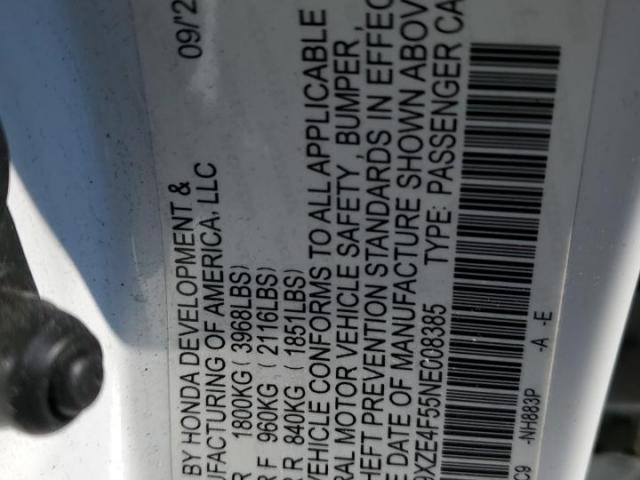 09/'2
BY HONDA DEVELOPMENT &
UFACTURING OF AMERICA, LLC
R 1800KG ( 3968LBS)
R F 960KG ( 2116LBS)
R R 840KG ( 1851LBS)
VEHICLE CONFORMS TO ALL APPLICABLE
RAL MOTOR VEHICLE SAFETY, BUMPER,
HEFT PREVENTION STANDARDS IN EFFEC
E DATE OF MANUFACTURE SHOWN ABOV
9XZE4F55NE008385 TYPE: PASSENGER CA
C9 -NH883P -A -E